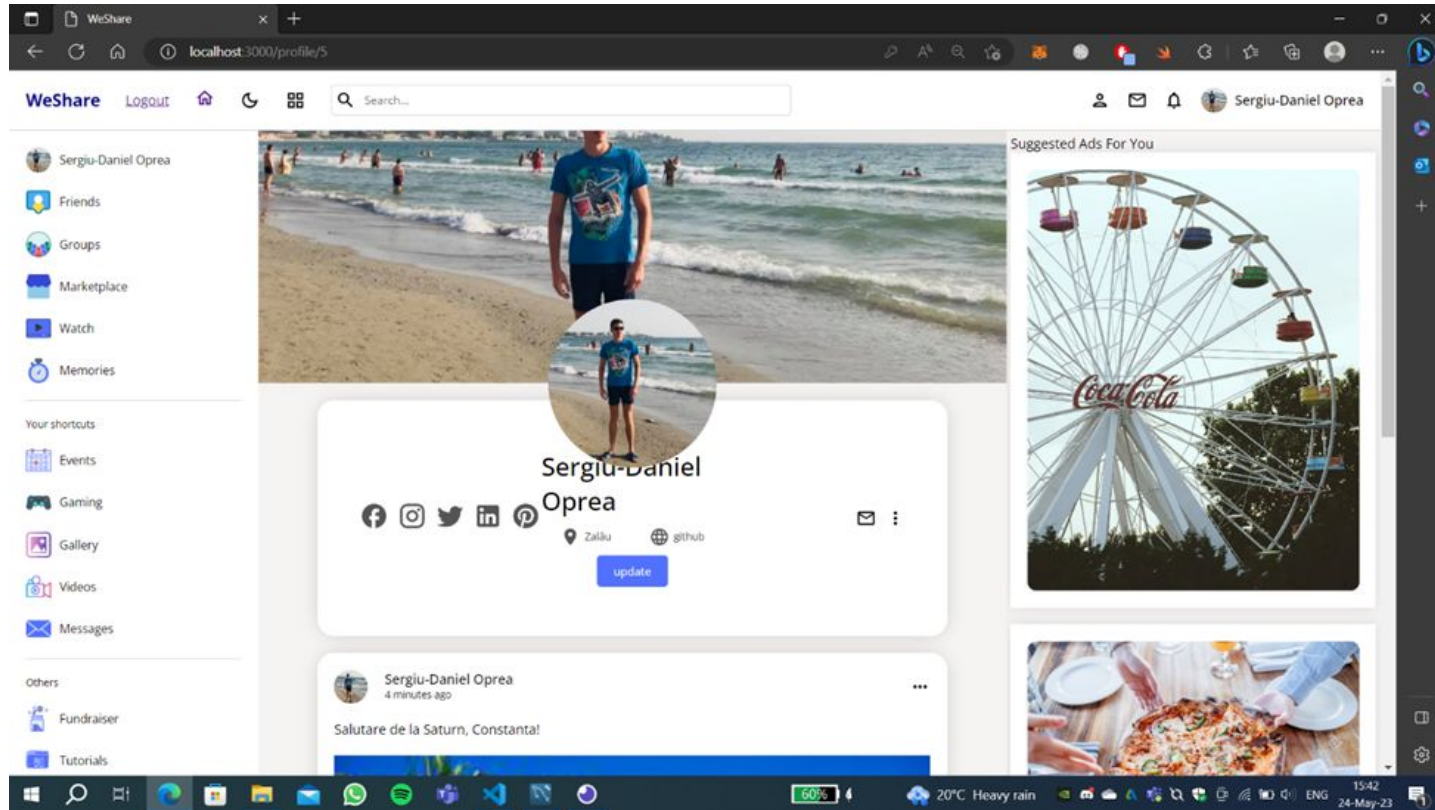 WeShare
localhost:3000/profile/5
WeShare Logout Search... Sergiu-Daniel Oprea
Sergiu-Daniel Oprea
Friends
Groups
Marketplace
Watch
Memories
Your shortcuts
Events
Gaming
Gallery
Videos
Messages
Others
Fundraiser
Tutorials
Sergiu-Daniel
Oprea
Zalău github
update
Sergiu-Daniel Oprea
4 minutes ago
Salutare de la Saturn, Constanta!
Suggested Ads For You
Coca-Cola
60% 20°C Heavy rain ENG 15:42
24-May-23